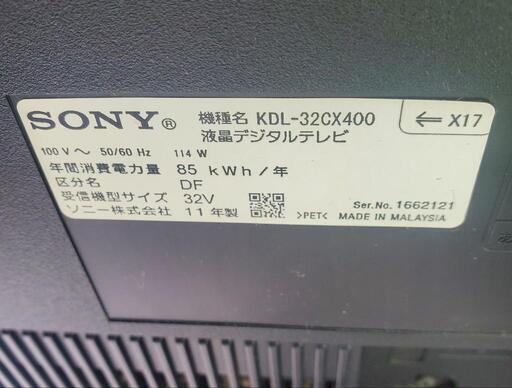 SONY® 機種名 KDL-32CX400
液晶デジタルテレビ
⇐ X17
100 V ～ 50/60 Hz 114 W
年間消費電力量 85 kWh/年
区分名 DF
受信機型サイズ 32V
ソニー株式会社 11年製
Ser.No. 1662121
>PET< MADE IN MALAYSIA